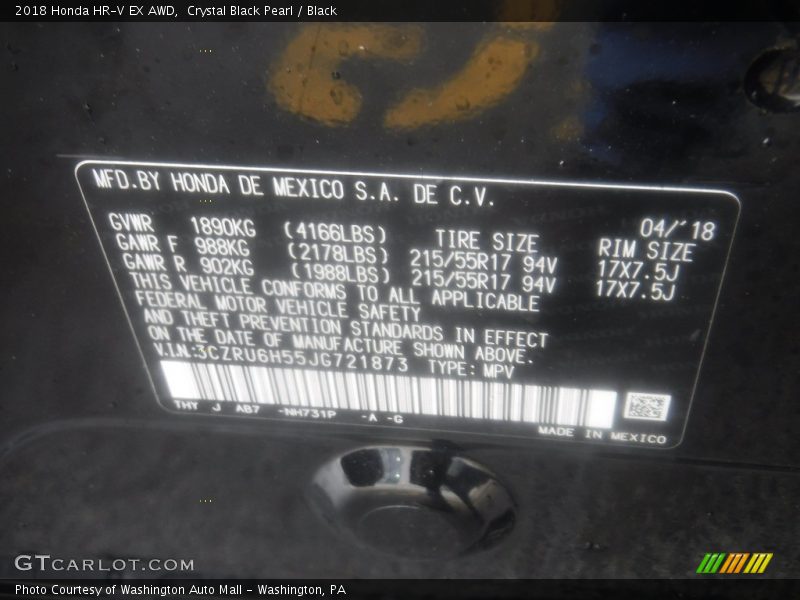 2018 Honda HR-V EX AWD,  Crystal Black Pearl / Black
MFD.BY HONDA DE MEXICO S.A. DE C.V.
04/'18
GVWR 1890KG (4166LBS) TIRE SIZE RIM SIZE
GAWR F 988KG (2178LBS) 215/55R17 94V 17X7.5J
GAWR R 902KG (1988LBS) 215/55R17 94V 17X7.5J
THIS VEHICLE CONFORMS TO ALL APPLICABLE
FEDERAL MOTOR VEHICLE SAFETY
AND THEFT PREVENTION STANDARDS IN EFFECT
ON THE DATE OF MANUFACTURE SHOWN ABOVE.
V.I.N:3CZRU6H55JG721873 TYPE: MPV
THY J AB7 -NH731P -A -G
MADE IN MEXICO
GTCARLOT.COM
Photo Courtesy of Washington Auto Mall - Washington, PA